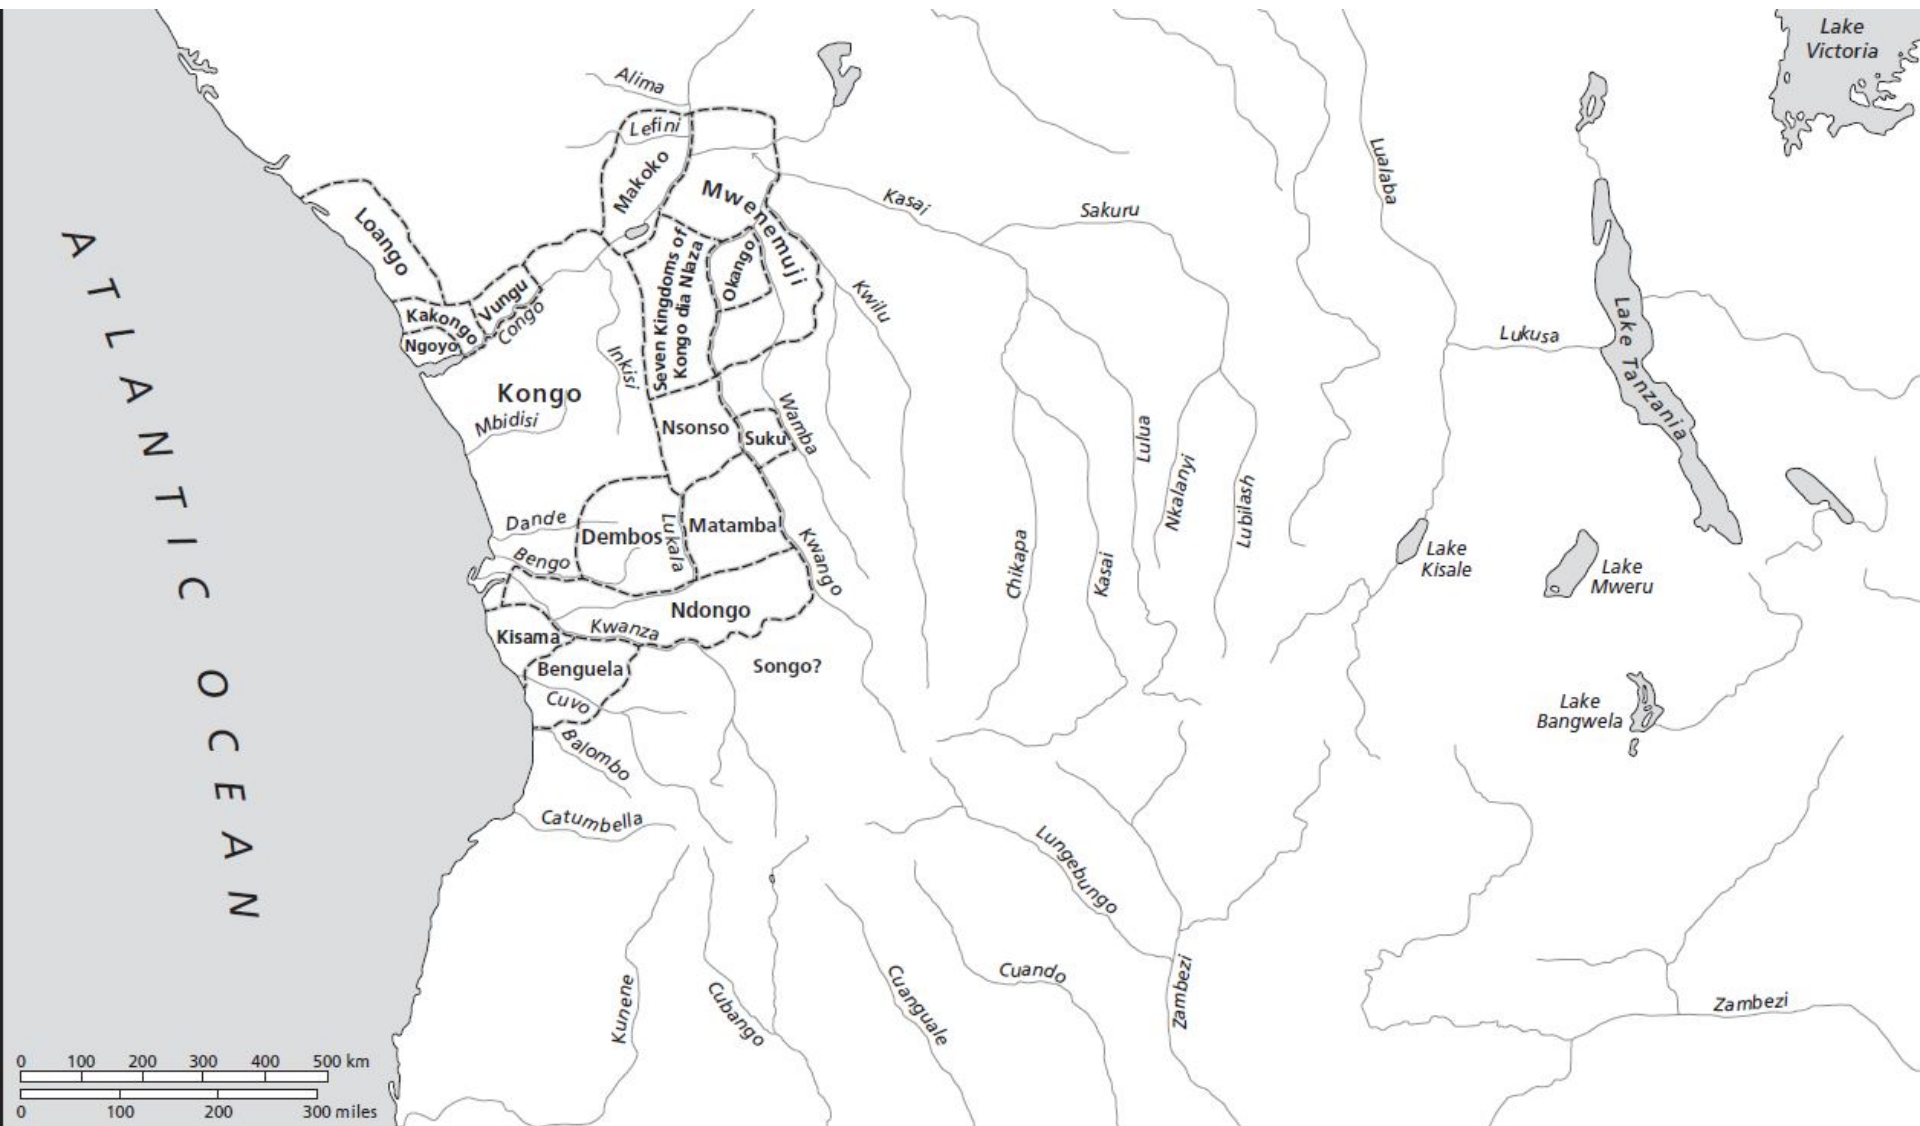 Lake
Victoria
Alima
Lefini
Makoko
Mwenemuji
Lualaba
Kasai
Sakuru
Loango
Seven Kingdoms of
Kongo dia Nlaza
Okango
Kwilu
Vungu
Kakongo
Congo
Ngoyo
Inkisi
Lukusa
Lake Tanzania
Kongo
Mbidisi
Nsonso
Suku
Wamba
Lulua
Nkalanyi
Lubilash
ATLANTIC OCEAN
Dande
Dembos
Lukala
Matamba
Bengo
Kwango
Chikapa
Kasai
Lake
Kisale
Lake
Mweru
Ndongo
Kisama
Kwanza
Benguela
Songo?
Cuvo
Lake
Bangwela
Balombo
Catumbella
Lungebungo
Kunene
Cubango
Cuanguale
Cuando
Zambezi
Zambezi
0 100 200 300 400 500 km
0 100 200 300 miles